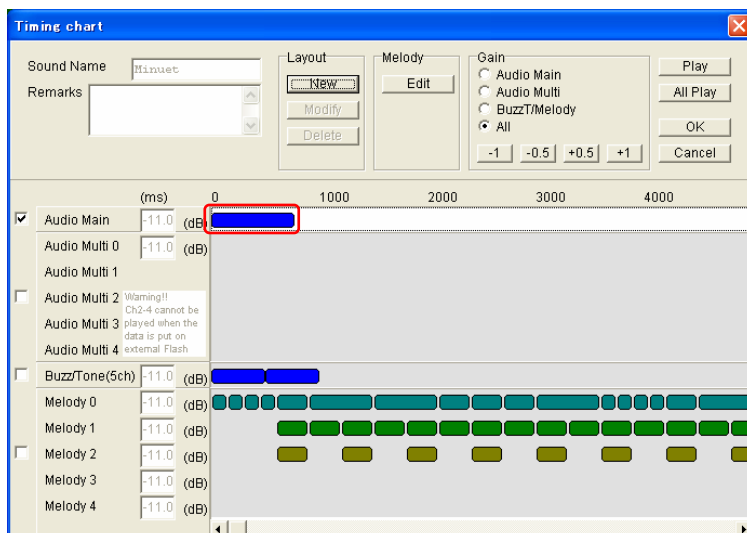 Timing chart
Sound Name
Minuet
Remarks
Layout
New
Modify
Delete
Melody
Edit
Gain
Audio Main
Audio Multi
BuzzT/Melody
All
-1
-0.5
+0.5
+1
Play
All Play
OK
Cancel
(ms) 0 1000 2000 3000 4000
Audio Main -11.0 (dB)
Audio Multi 0 -11.0 (dB)
Audio Multi 1
Audio Multi 2
Audio Multi 3
Audio Multi 4
Warning!!
Ch2-4 cannot be
played when the
data is put on
external Flash
Buzz/Tone(5ch) -11.0 (dB)
Melody 0 -11.0 (dB)
Melody 1 -11.0 (dB)
Melody 2 -11.0 (dB)
Melody 3 -11.0 (dB)
Melody 4 -11.0 (dB)